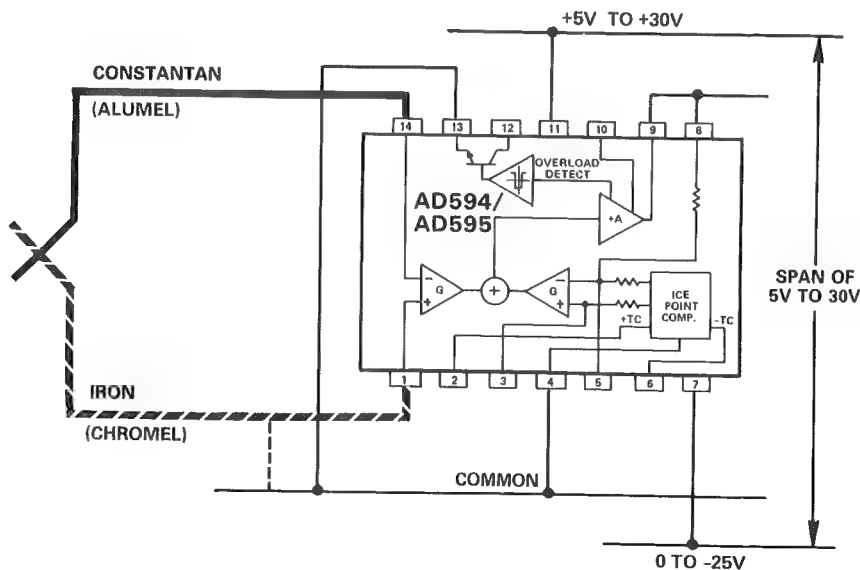 +5V TO +30V
CONSTANTAN
(ALUMEL)
14 13 12 11 10 9 8
OVERLOAD
DETECT
AD594/
AD595
+A
SPAN OF
5V TO 30V
− G +
+
− G +
ICE
POINT
COMP.
+TC
−TC
1 2 3 4 5 6 7
IRON
(CHROMEL)
COMMON
0 TO −25V